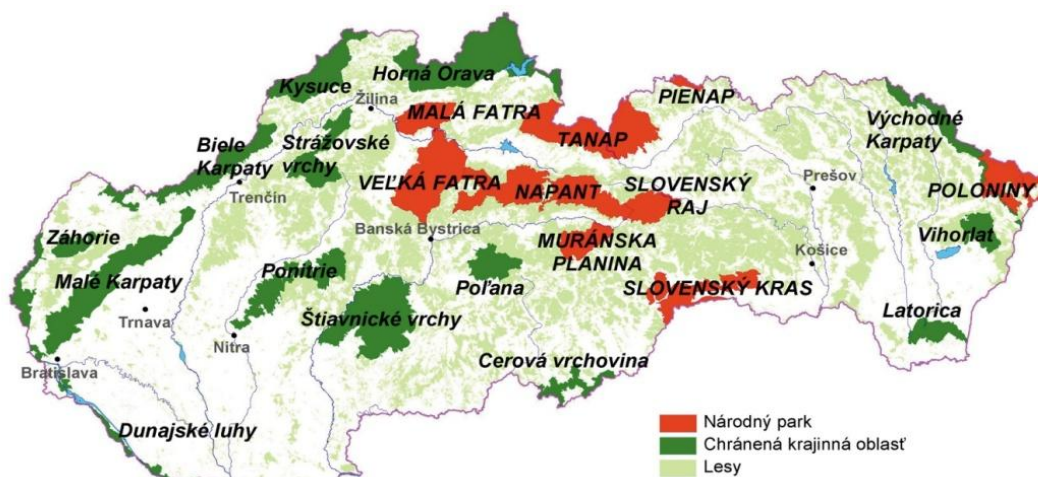 Horná Orava
Kysuce
Žilina
PIENAP
MALÁ FATRA
Východné
Karpaty
TANAP
Strážovské
vrchy
Biele
Karpaty
Trenčín
VEĽKÁ FATRA
NAPANT
SLOVENSKÝ
RAJ
Prešov
POLONINY
Banská Bystrica
Záhorie
MURÁNSKA
PLANINA
Vihorlat
Košice
Malé Karpaty
Ponitrie
Poľana
SLOVENSKÝ KRAS
Trnava
Štiavnické vrchy
Latorica
Nitra
Bratislava
Cerová vrchovina
Dunajské luhy
Národný park
Chránená krajinná oblasť
Lesy